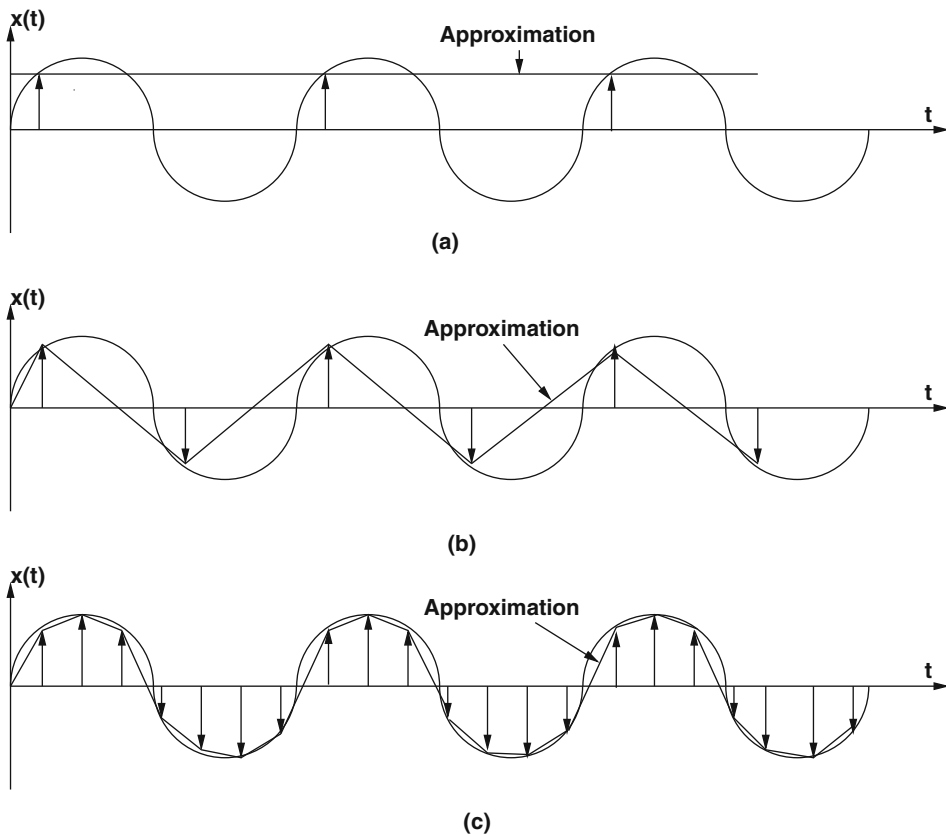 x(t)
Approximation
t
(a)
x(t)
Approximation
t
(b)
x(t)
Approximation
t
(c)